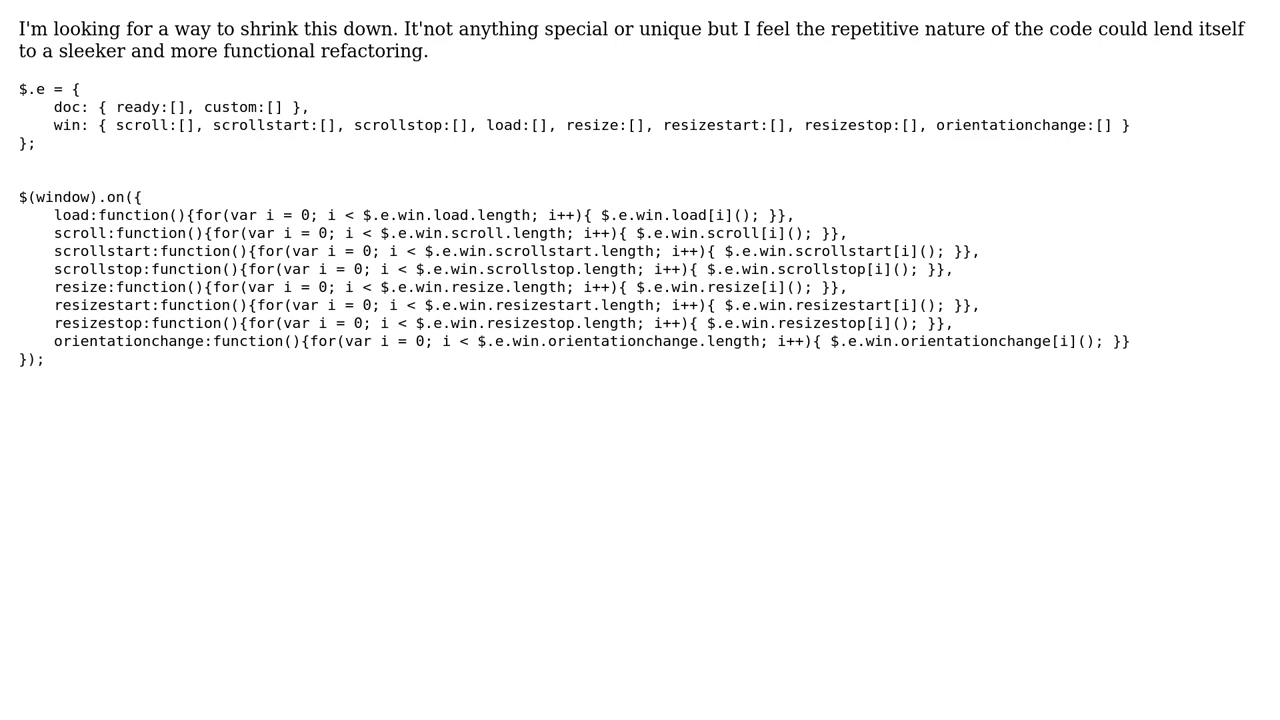 I'm looking for a way to shrink this down. It'not anything special or unique but I feel the repetitive nature of the code could lend itself
to a sleeker and more functional refactoring.
$.e = {
    doc: { ready:[], custom:[] },
    win: { scroll:[], scrollstart:[], scrollstop:[], load:[], resize:[], resizestart:[], resizestop:[], orientationchange:[] }
};
$(window).on({
    load:function(){for(var i = 0; i < $.e.win.load.length; i++){ $.e.win.load[i](); }},
    scroll:function(){for(var i = 0; i < $.e.win.scroll.length; i++){ $.e.win.scroll[i](); }},
    scrollstart:function(){for(var i = 0; i < $.e.win.scrollstart.length; i++){ $.e.win.scrollstart[i](); }},
    scrollstop:function(){for(var i = 0; i < $.e.win.scrollstop.length; i++){ $.e.win.scrollstop[i](); }},
    resize:function(){for(var i = 0; i < $.e.win.resize.length; i++){ $.e.win.resize[i](); }},
    resizestart:function(){for(var i = 0; i < $.e.win.resizestart.length; i++){ $.e.win.resizestart[i](); }},
    resizestop:function(){for(var i = 0; i < $.e.win.resizestop.length; i++){ $.e.win.resizestop[i](); }},
    orientationchange:function(){for(var i = 0; i < $.e.win.orientationchange.length; i++){ $.e.win.orientationchange[i](); }}
});